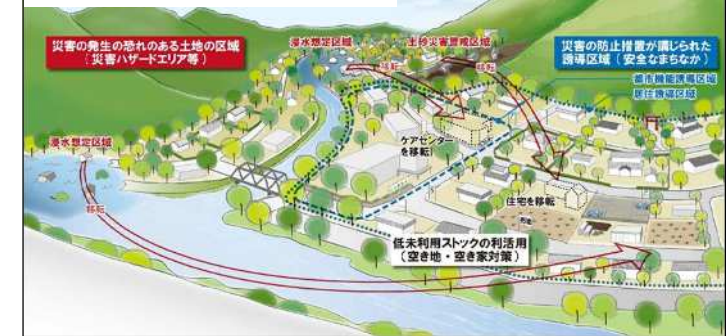 災害の発生の恐れのある土地の区域
(災害ハザードエリア等)
浸水想定区域
土砂災害警戒区域
災害の防止措置が講じられた
誘導区域(安全なまちなか)
移転
移転
都市機能誘導区域
居住誘導区域
浸水想定区域
ケアセンター
を移転
移転
住宅を移転
低未利用ストックの利活用
(空き地・空き家対策)